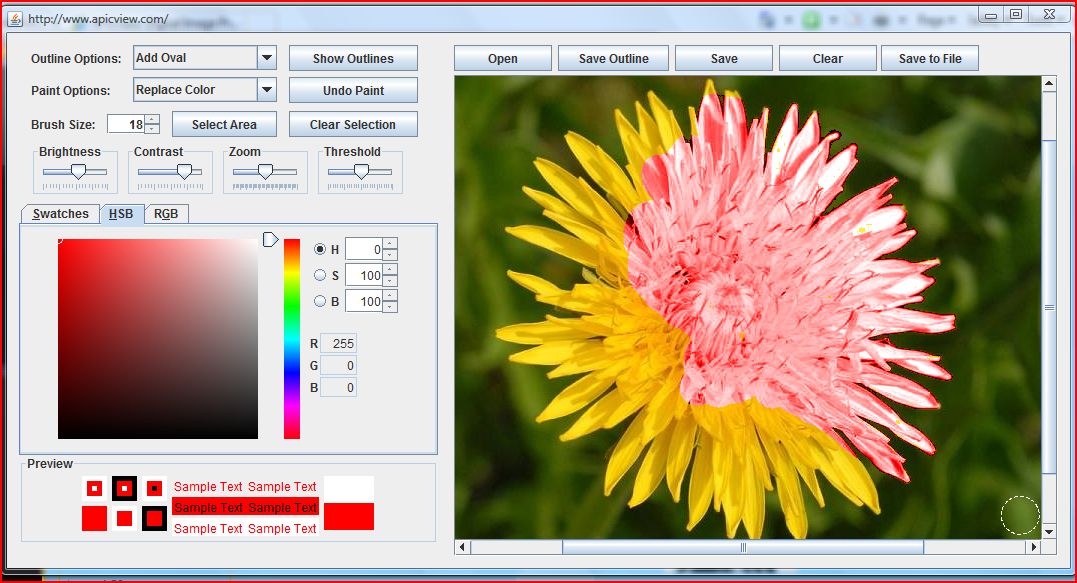 http://www.apicview.com/
Outline Options: Add Oval Show Outlines
Paint Options: Replace Color Undo Paint
Brush Size: 18 Select Area Clear Selection
Brightness Contrast Zoom Threshold
Swatches HSB RGB
H 0
S 100
B 100
R 255
G 0
B 0
Preview
Sample Text Sample Text
Sample Text Sample Text
Sample Text Sample Text
Open Save Outline Save Clear Save to File